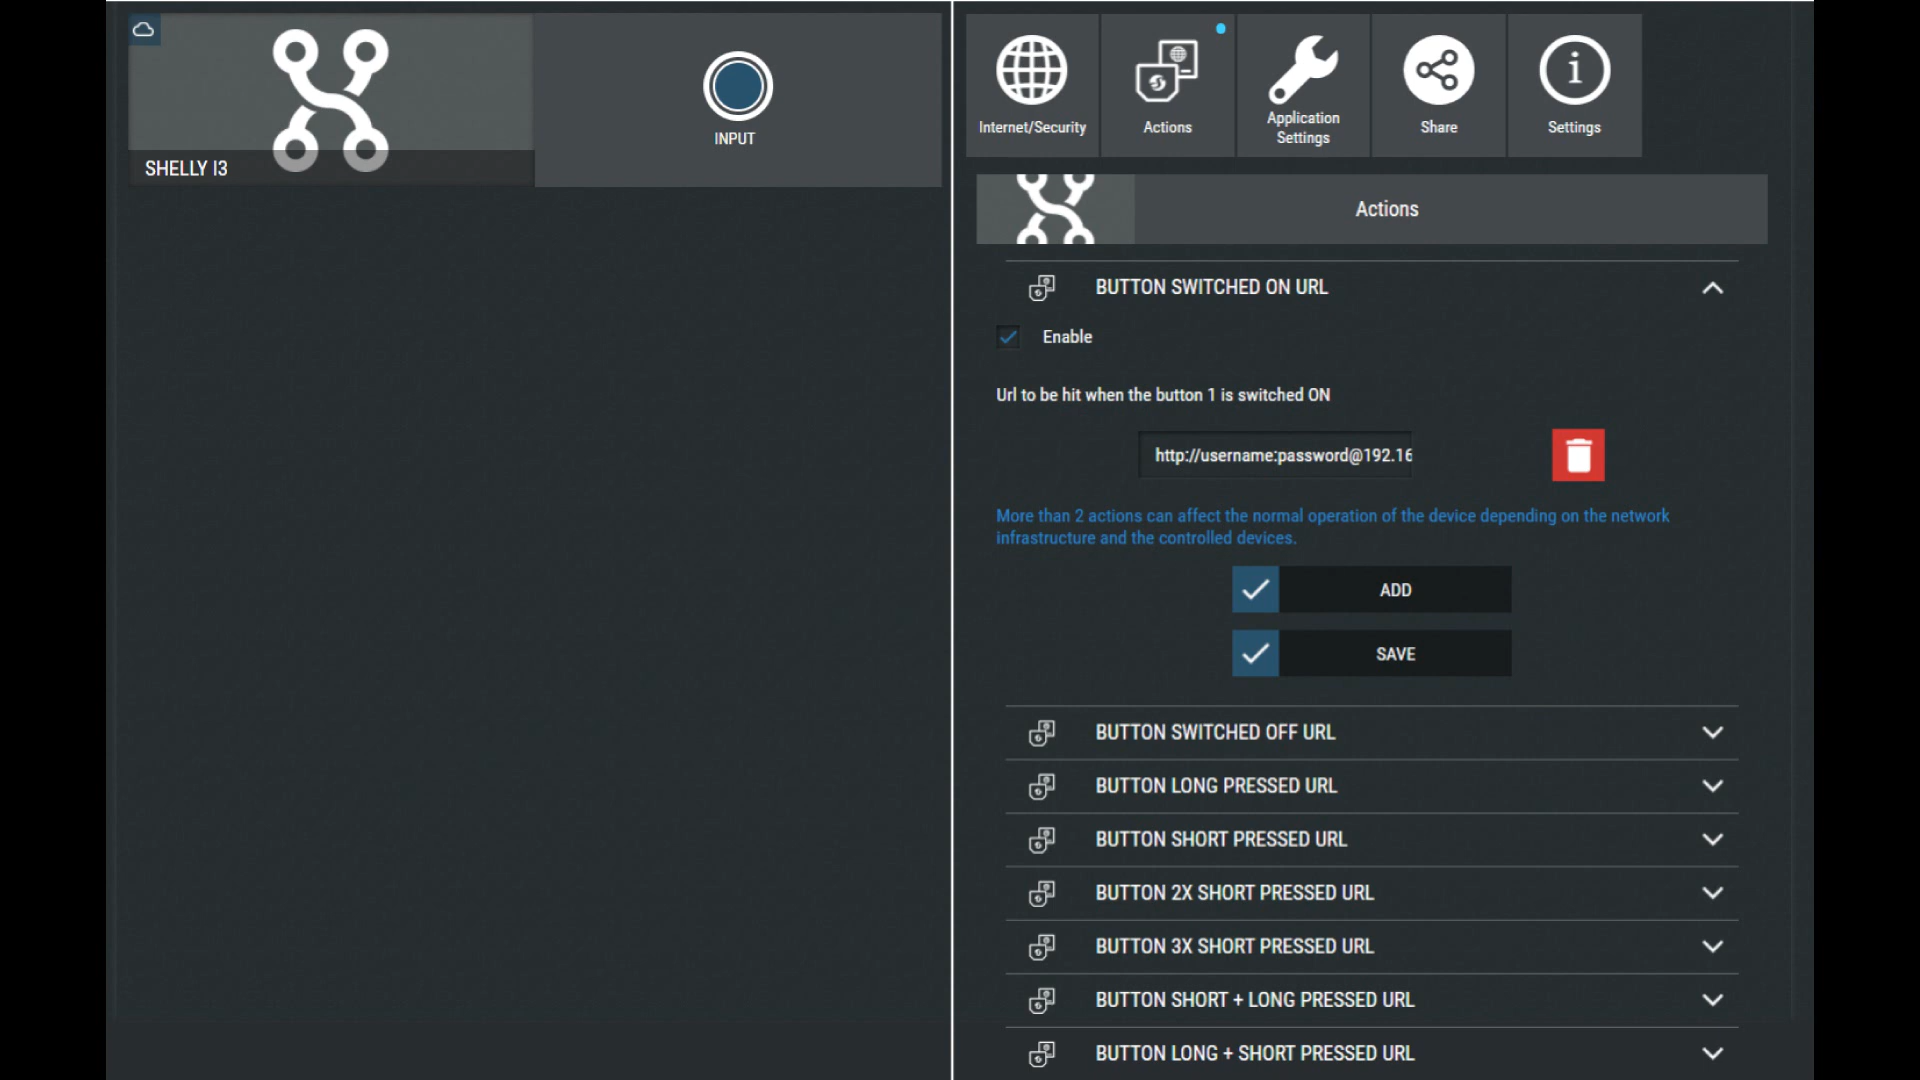 SHELLY I3
INPUT
Internet/Security
Actions
Application
Settings
Share
Settings
Actions
BUTTON SWITCHED ON URL
Enable
Url to be hit when the button 1 is switched ON
http://username:password@192.16
More than 2 actions can affect the normal operation of the device depending on the network
infrastructure and the controlled devices.
ADD
SAVE
BUTTON SWITCHED OFF URL
BUTTON LONG PRESSED URL
BUTTON SHORT PRESSED URL
BUTTON 2X SHORT PRESSED URL
BUTTON 3X SHORT PRESSED URL
BUTTON SHORT + LONG PRESSED URL
BUTTON LONG + SHORT PRESSED URL